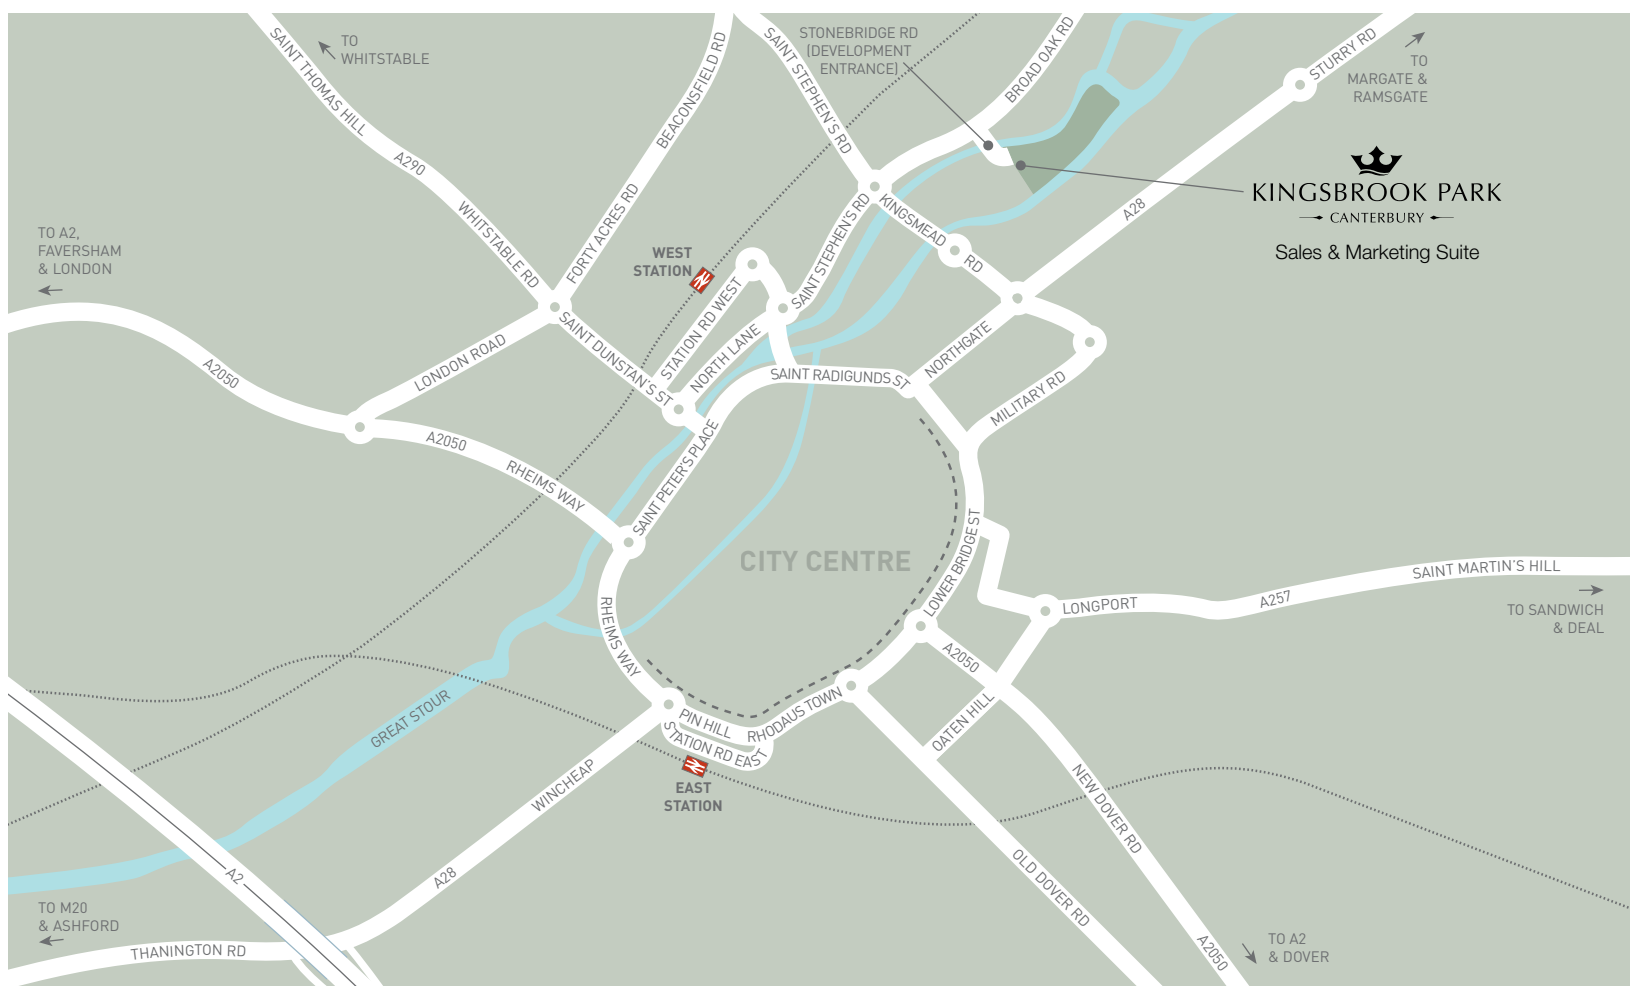 SAINT THOMAS HILL
TO
WHITSTABLE
BEACONSFIELD RD
SAINT STEPHEN'S RD
STONEBRIDGE RD
(DEVELOPMENT
ENTRANCE)
BROAD OAK RD
STURRY RD
TO
MARGATE &
RAMSGATE
A290
WHITSTABLE RD
FORTY ACRES RD
KINGSBROOK PARK
CANTERBURY
Sales & Marketing Suite
A28
TO A2,
FAVERSHAM
& LONDON
WEST
STATION
SAINT STEPHEN'S RD
KINGSMEAD
RD
STATION RD WEST
NORTH LANE
SAINT DUNSTAN'S ST
LONDON ROAD
A2050
NORTHGATE
SAINT RADIGUNDS ST
MILITARY RD
A2050
RHEIMS WAY
SAINT PETER'S PLACE
CITY CENTRE
LOWER BRIDGE ST
SAINT MARTIN'S HILL
A257
LONGPORT
TO SANDWICH
& DEAL
RHEIMS WAY
A2050
OATEN HILL
GREAT STOUR
PIN HILL
RHODAUS TOWN
STATION RD EAST
EAST
STATION
WINCHEAP
A28
NEW DOVER RD
OLD DOVER RD
A2050
A2
TO M20
& ASHFORD
THANINGTON RD
TO A2
& DOVER